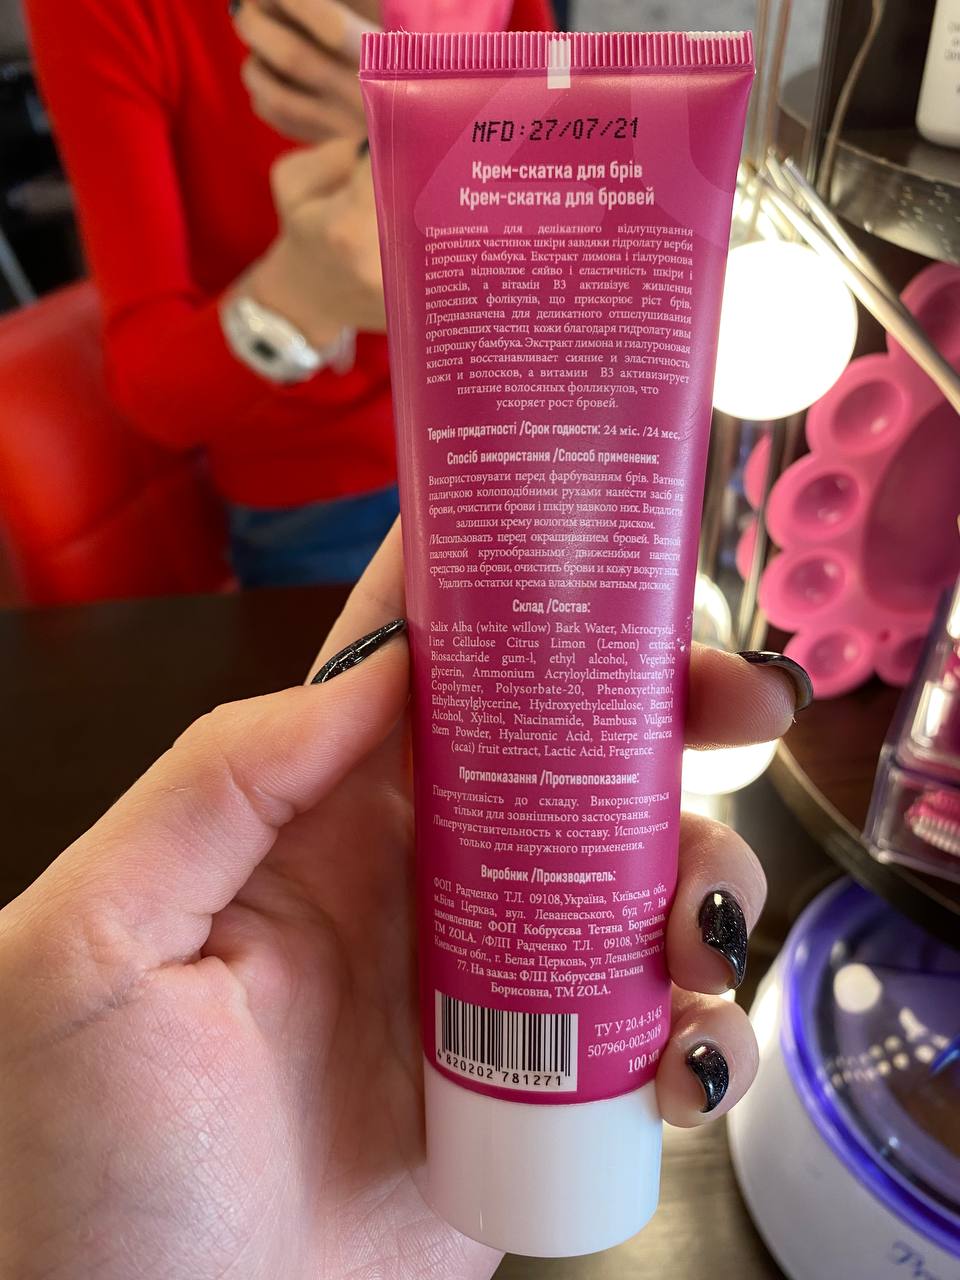 MFD:27/07/21
Крем-скатка для брів
Крем-скатка для бровей
Призначена для делікатного відлущування
ороговілих частинок шкіри завдяки гідролату верби
і порошку бамбука. Екстракт лимона і гіалуронова
кислота відновлює сяйво і еластичність шкіри і
волосків, а вітамін В3 активізує живлення
волосяних фолікулів, що прискорює ріст брів.
/Предназначена для деликатного отшелушивания
ороговевших частиц кожи благодаря гидролату ивы
и порошку бамбука. Экстракт лимона и гиалуроновая
кислота восстанавливает сияние и эластичность
кожи и волосков, а витамин В3 активизирует
питание волосяных фолликулов, что
ускоряет рост бровей.
Термін придатності /Срок годности: 24 міс. /24 мес.
Спосіб використання /Способ применения:
Використовувати перед фарбуванням брів. Ватною
паличкою колоподібними рухами нанести засіб на
брови, очистити брови і шкіру навколо них. Видалити
залишки крему вологим ватним диском.
/Использовать перед окрашиванием бровей. Ватной
палочкой кругообразными движениями нанести
средство на брови, очистить брови и кожу вокруг них.
Удалить остатки крема влажным ватным диском.
Склад /Состав:
Salix Alba (white willow) Bark Water, Microcrystal-
line Cellulose Citrus Limon (Lemon) extract,
Biosaccharide gum-1, ethyl alcohol, Vegetable
glycerin, Ammonium Acryloyldimethyltaurate/VP
Copolymer, Polysorbate-20, Phenoxyethanol,
Ethylhexylglycerine, Hydroxyethylcellulose, Benzyl
Alcohol, Xylitol, Niacinamide, Bambusa Vulgaris
Stem Powder, Hyaluronic Acid, Euterpe oleracea
(acai) fruit extract, Lactic Acid, Fragrance.
Протипоказання /Противопоказание:
Гіперчутливість до складу. Використовується
тільки для зовнішнього застосування.
/Гиперчувствительность к составу. Используется
только для наружного применения.
Виробник /Производитель:
ФОП Радченко Т.Л. 09108,Україна, Київська обл.,
м.Біла Церква, вул. Леваневського, буд 77. На
замовлення: ФОП Кобрусєва Тетяна Борисівна,
ТМ ZOLA. /ФЛП Радченко Т.Л. 09108, Украина,
Киевская обл., г. Белая Церковь, ул Леваневского,
77. На заказ: ФЛП Кобрусева Татьяна
Борисовна, ТМ ZOLA.
ТУ У 20.4-3145
507960-002:2019
100 мл
4 820202 781271